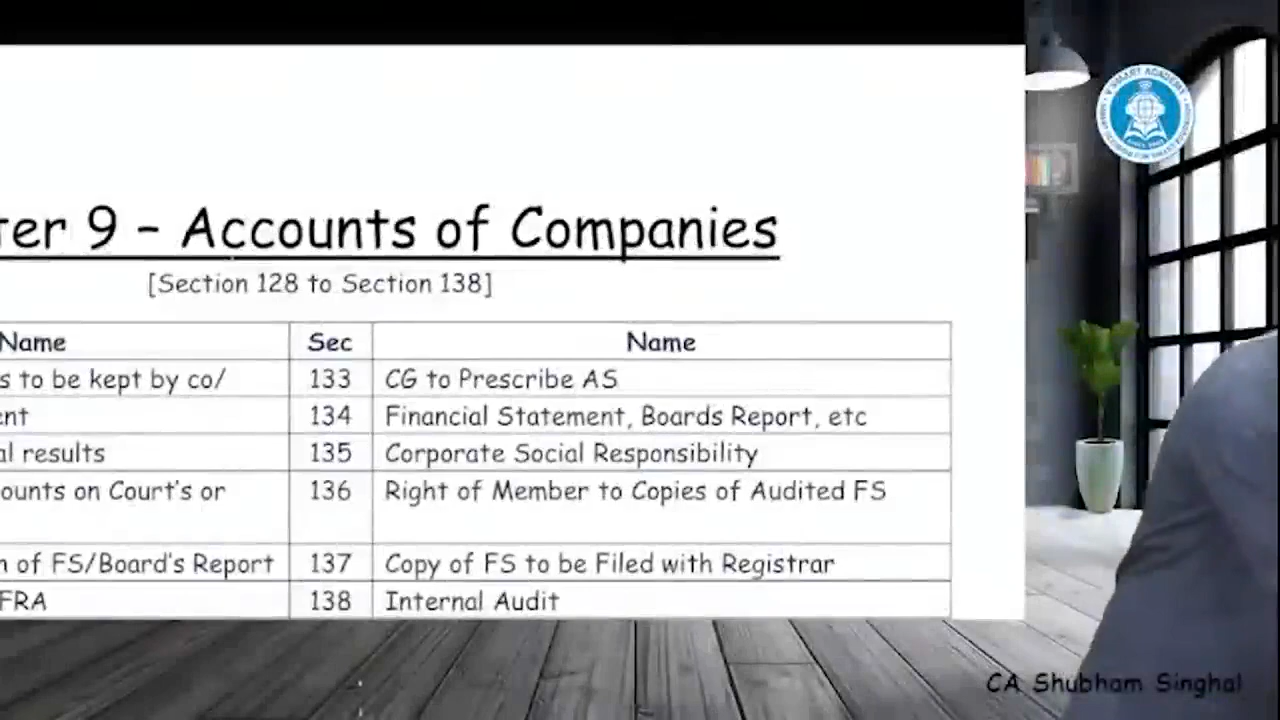 ter 9 – Accounts of Companies
[Section 128 to Section 138]
Name Sec Name
s to be kept by co/ 133 CG to Prescribe AS
ent 134 Financial Statement, Boards Report, etc
al results 135 Corporate Social Responsibility
ounts on Court's or 136 Right of Member to Copies of Audited FS
n of FS/Board's Report 137 Copy of FS to be Filed with Registrar
FRA 138 Internal Audit
V'SMART ACADEMY
CA Shubham Singhal